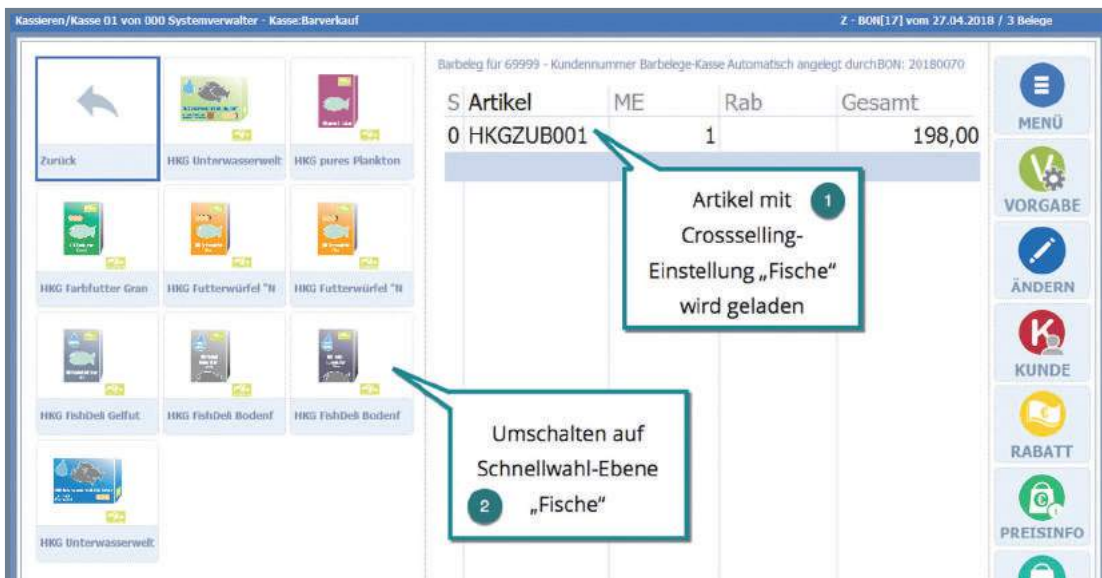 Kassieren/Kasse 01 von 000 Systemverwalter - Kasse:Barverkauf
Z - BON[17] vom 27.04.2018 / 3 Belege
Zurück
HKG Unterwasserwelt
HKG pures Plankton
HKG Farbfutter Gran
HKG Futterwürfel "N
HKG Futterwürfel "N
HKG FishDeli Gelfut
HKG FishDeli Bodenf
HKG FishDeli Bodenf
HKG Unterwasserwelt
Barbeleg für 69999 - Kundennummer Barbelege-Kasse Automatisch angelegt durchBON: 20180070
S Artikel ME Rab Gesamt
0 HKGZUB001 1 198,00
Artikel mit 1
Crossselling-
Einstellung „Fische“
wird geladen
Umschalten auf
Schnellwahl-Ebene
2 „Fische“
MENÜ
VORGABE
ÄNDERN
KUNDE
RABATT
PREISINFO